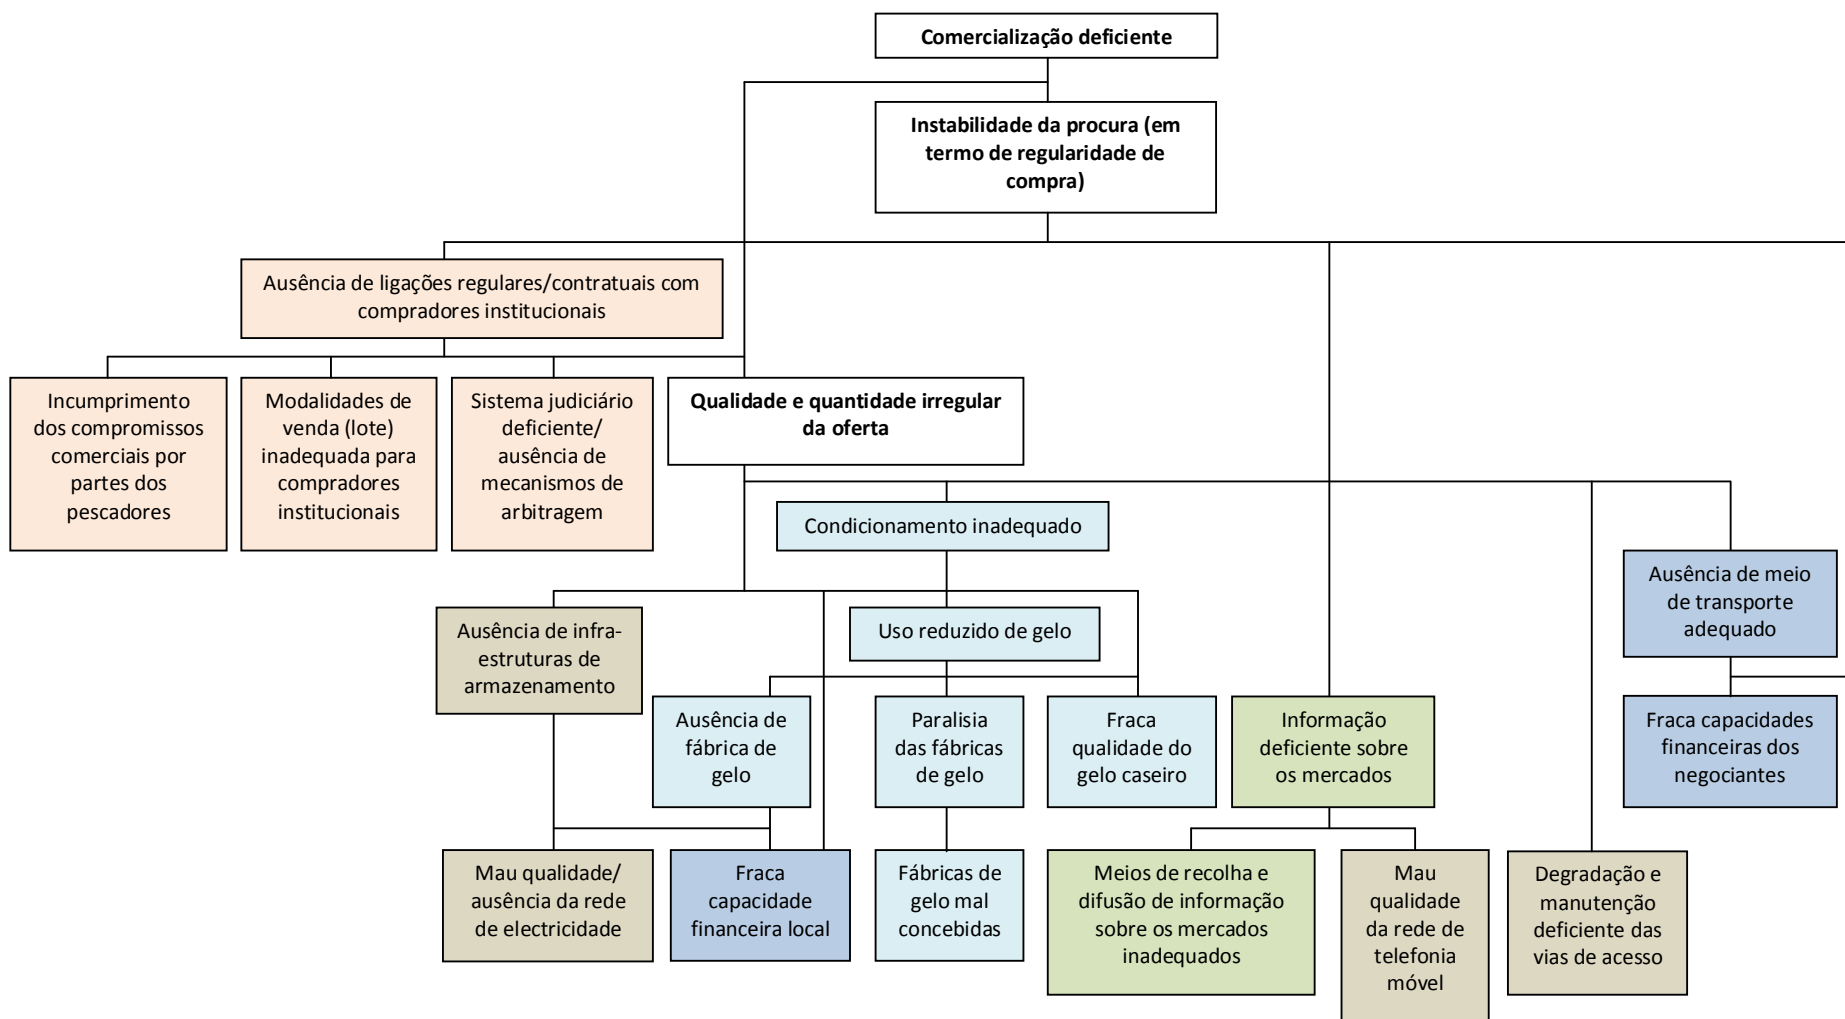 Comercialização deficiente
Instabilidade da procura (em
termo de regularidade de
compra)
Ausência de ligações regulares/contratuais com
compradores institucionais
Incumprimento
dos compromissos
comerciais por
partes dos
pescadores
Modalidades de
venda (lote)
inadequada para
compradores
institucionais
Sistema judiciário
deficiente/
ausência de
mecanismos de
arbitragem
Qualidade e quantidade irregular
da oferta
Condicionamento inadequado
Ausência de meio
de transporte
adequado
Ausência de infra-
estruturas de
armazenamento
Uso reduzido de gelo
Ausência de
fábrica de
gelo
Paralisia
das fábricas
de gelo
Fraca
qualidade do
gelo caseiro
Informação
deficiente sobre
os mercados
Fraca capacidades
financeiras dos
negociantes
Mau qualidade/
ausência da rede
de electricidade
Fraca
capacidade
financeira local
Fábricas de
gelo mal
concebidas
Meios de recolha e
difusão de informação
sobre os mercados
inadequados
Mau
qualidade
da rede de
telefonia
móvel
Degradação e
manutenção
deficiente das
vias de acesso